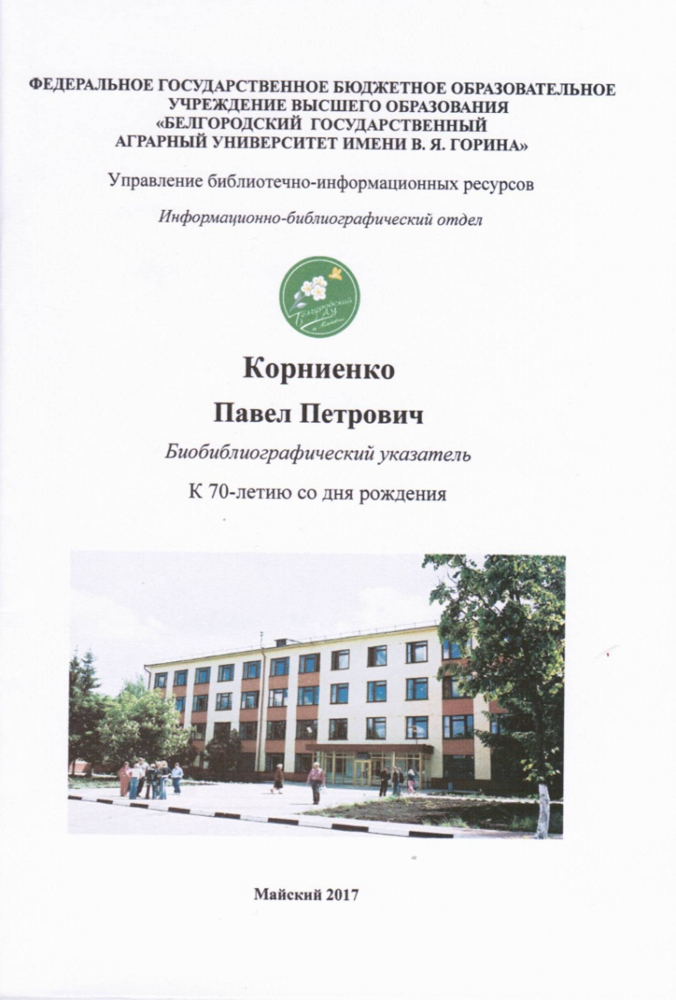 ФЕДЕРАЛЬНОЕ ГОСУДАРСТВЕННОЕ БЮДЖЕТНОЕ ОБРАЗОВАТЕЛЬНОЕ
УЧРЕЖДЕНИЕ ВЫСШЕГО ОБРАЗОВАНИЯ
«БЕЛГОРОДСКИЙ ГОСУДАРСТВЕННЫЙ
АГРАРНЫЙ УНИВЕРСИТЕТ ИМЕНИ В. Я. ГОРИНА»
Управление библиотечно-информационных ресурсов
Информационно-библиографический отдел
Белгородский
ГАУ
Корниенко
Павел Петрович
Биобиблиографический указатель
К 70-летию со дня рождения
Майский 2017